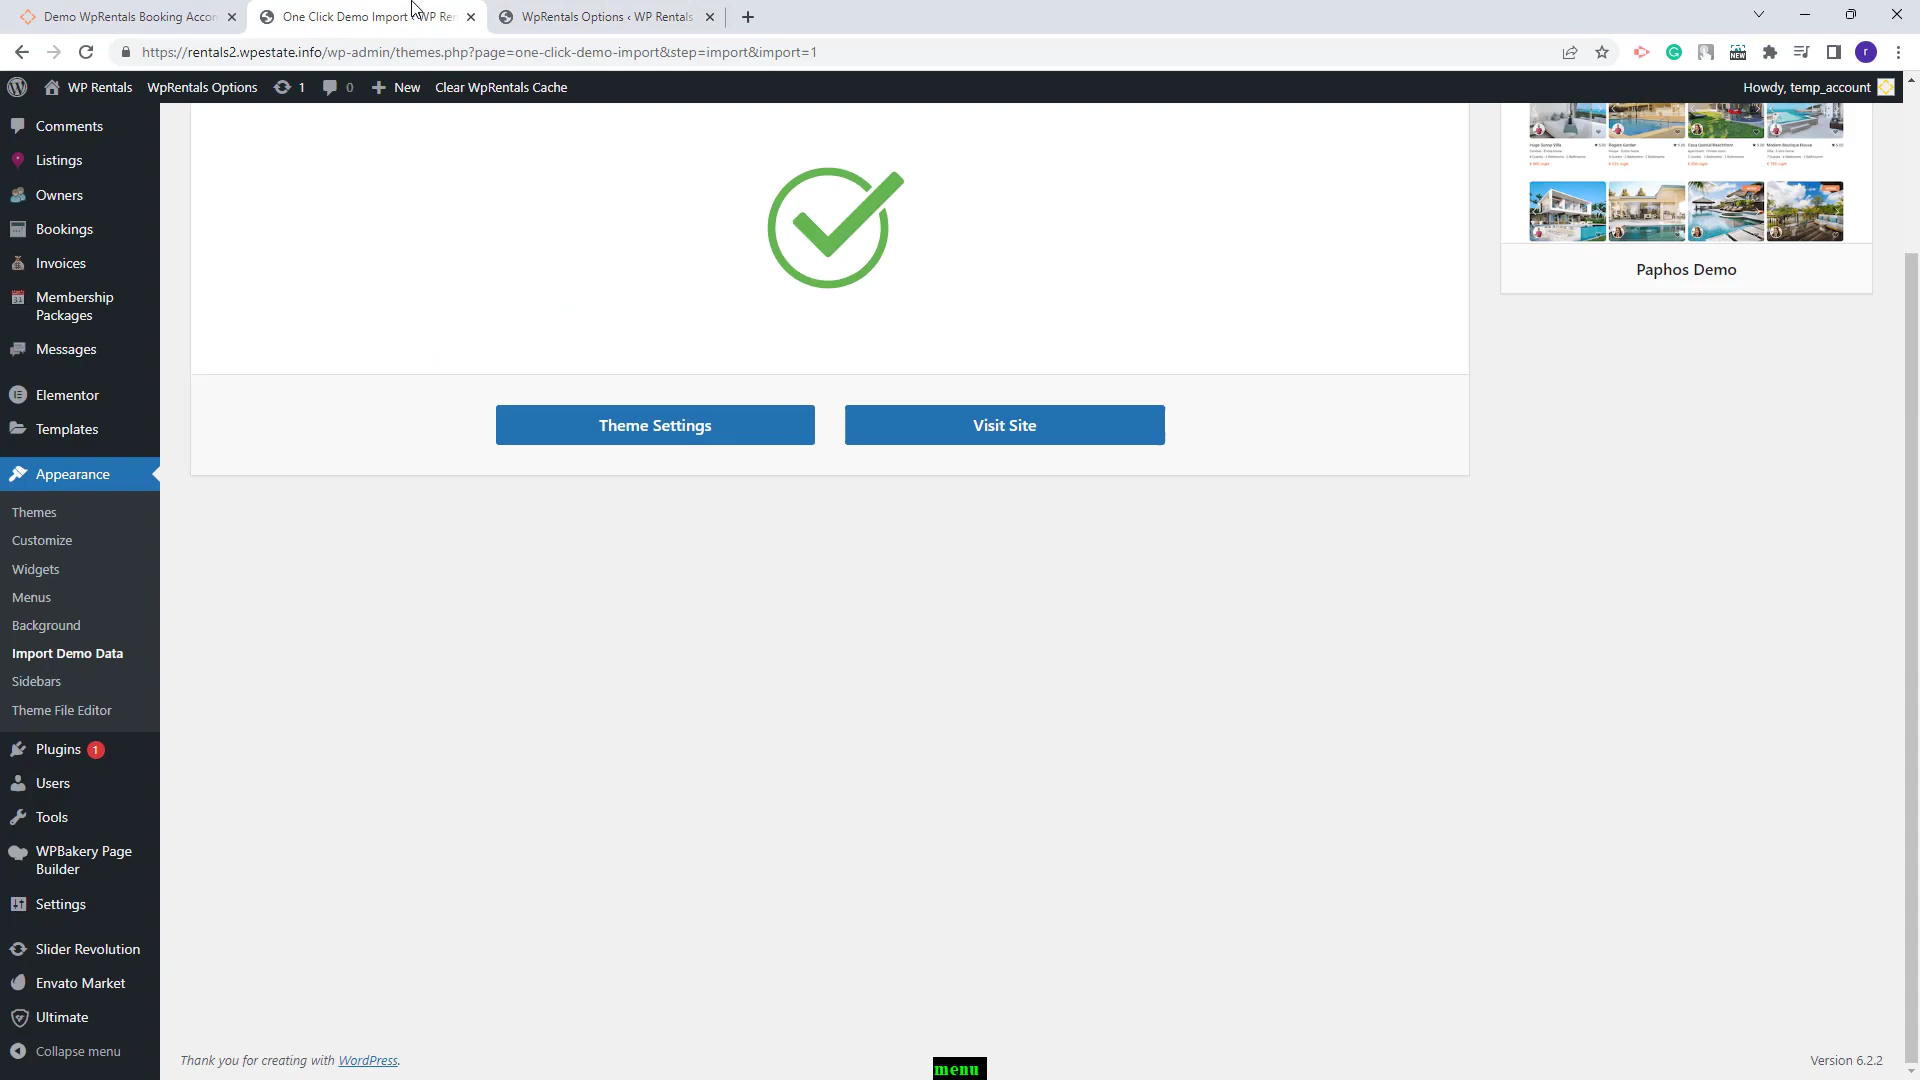 Demo WpRentals Booking Accom
One Click Demo Import ‹ WP Ren
WpRentals Options ‹ WP Rentals
https://rentals2.wpestate.info/wp-admin/themes.php?page=one-click-demo-import&step=import&import=1
r
WP Rentals
WpRentals Options
1
0
New
Clear WpRentals Cache
Howdy, temp_account
Comments
Listings
Owners
Bookings
Invoices
Membership
Packages
Messages
Elementor
Templates
Appearance
Themes
Customize
Widgets
Menus
Background
Import Demo Data
Sidebars
Theme File Editor
Plugins 1
Users
Tools
WPBakery Page
Builder
Settings
Slider Revolution
Envato Market
Ultimate
Collapse menu
Theme Settings
Visit Site
Paphos Demo
Thank you for creating with WordPress.
menu
Version 6.2.2